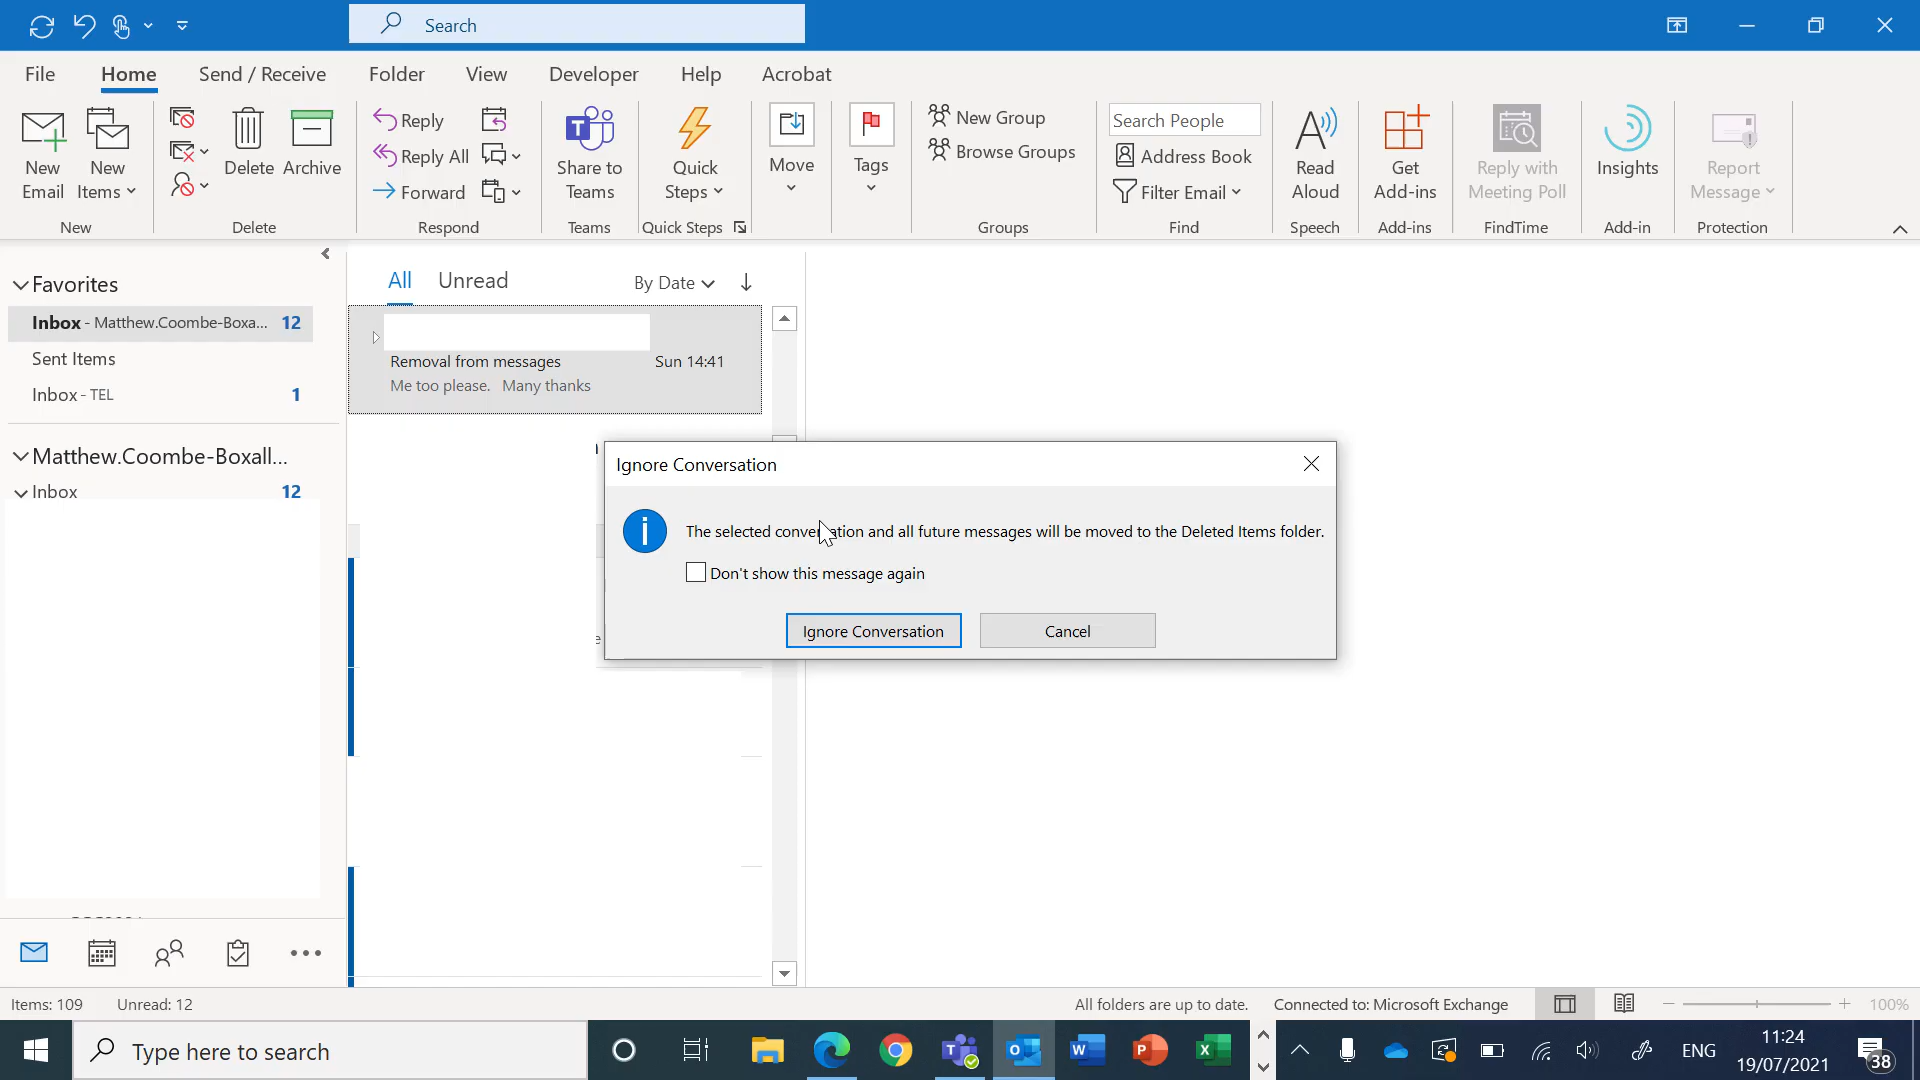 Search
File Home Send / Receive Folder View Developer Help Acrobat
New Email
New Items
Delete
Archive
Reply
Reply All
Forward
Share to Teams
Quick Steps
Move
Tags
New Group
Browse Groups
Search People
Address Book
Filter Email
Read Aloud
Get Add-ins
Reply with Meeting Poll
Insights
Report Message
New Delete Respond Teams Quick Steps Groups Find Speech Add-ins FindTime Add-in Protection
Favorites
Inbox - Matthew.Coombe-Boxa... 12
Sent Items
Inbox - TEL 1
Matthew.Coombe-Boxall...
Inbox 12
All Unread By Date
Removal from messages Sun 14:41
Me too please. Many thanks
Ignore Conversation
i
The selected conversation and all future messages will be moved to the Deleted Items folder.
Don't show this message again
Ignore Conversation Cancel
Items: 109 Unread: 12
All folders are up to date. Connected to: Microsoft Exchange 100%
Type here to search
ENG
11:24
19/07/2021
38